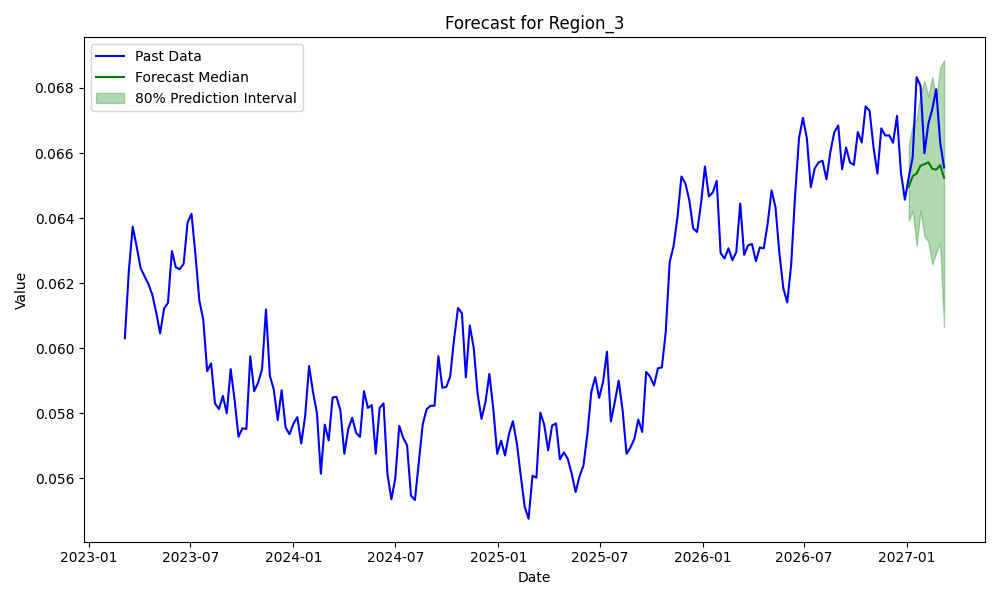 Forecast for Region_3
Past Data
Forecast Median
80% Prediction Interval
Value
0.068
0.066
0.064
0.062
0.060
0.058
0.056
2023-01 2023-07 2024-01 2024-07 2025-01 2025-07 2026-01 2026-07 2027-01
Date